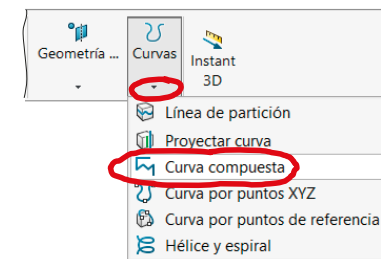 Geometría ...
Curvas
Instant
3D
Línea de partición
Proyectar curva
Curva compuesta
Curva por puntos XYZ
Curva por puntos de referencia
Hélice y espiral